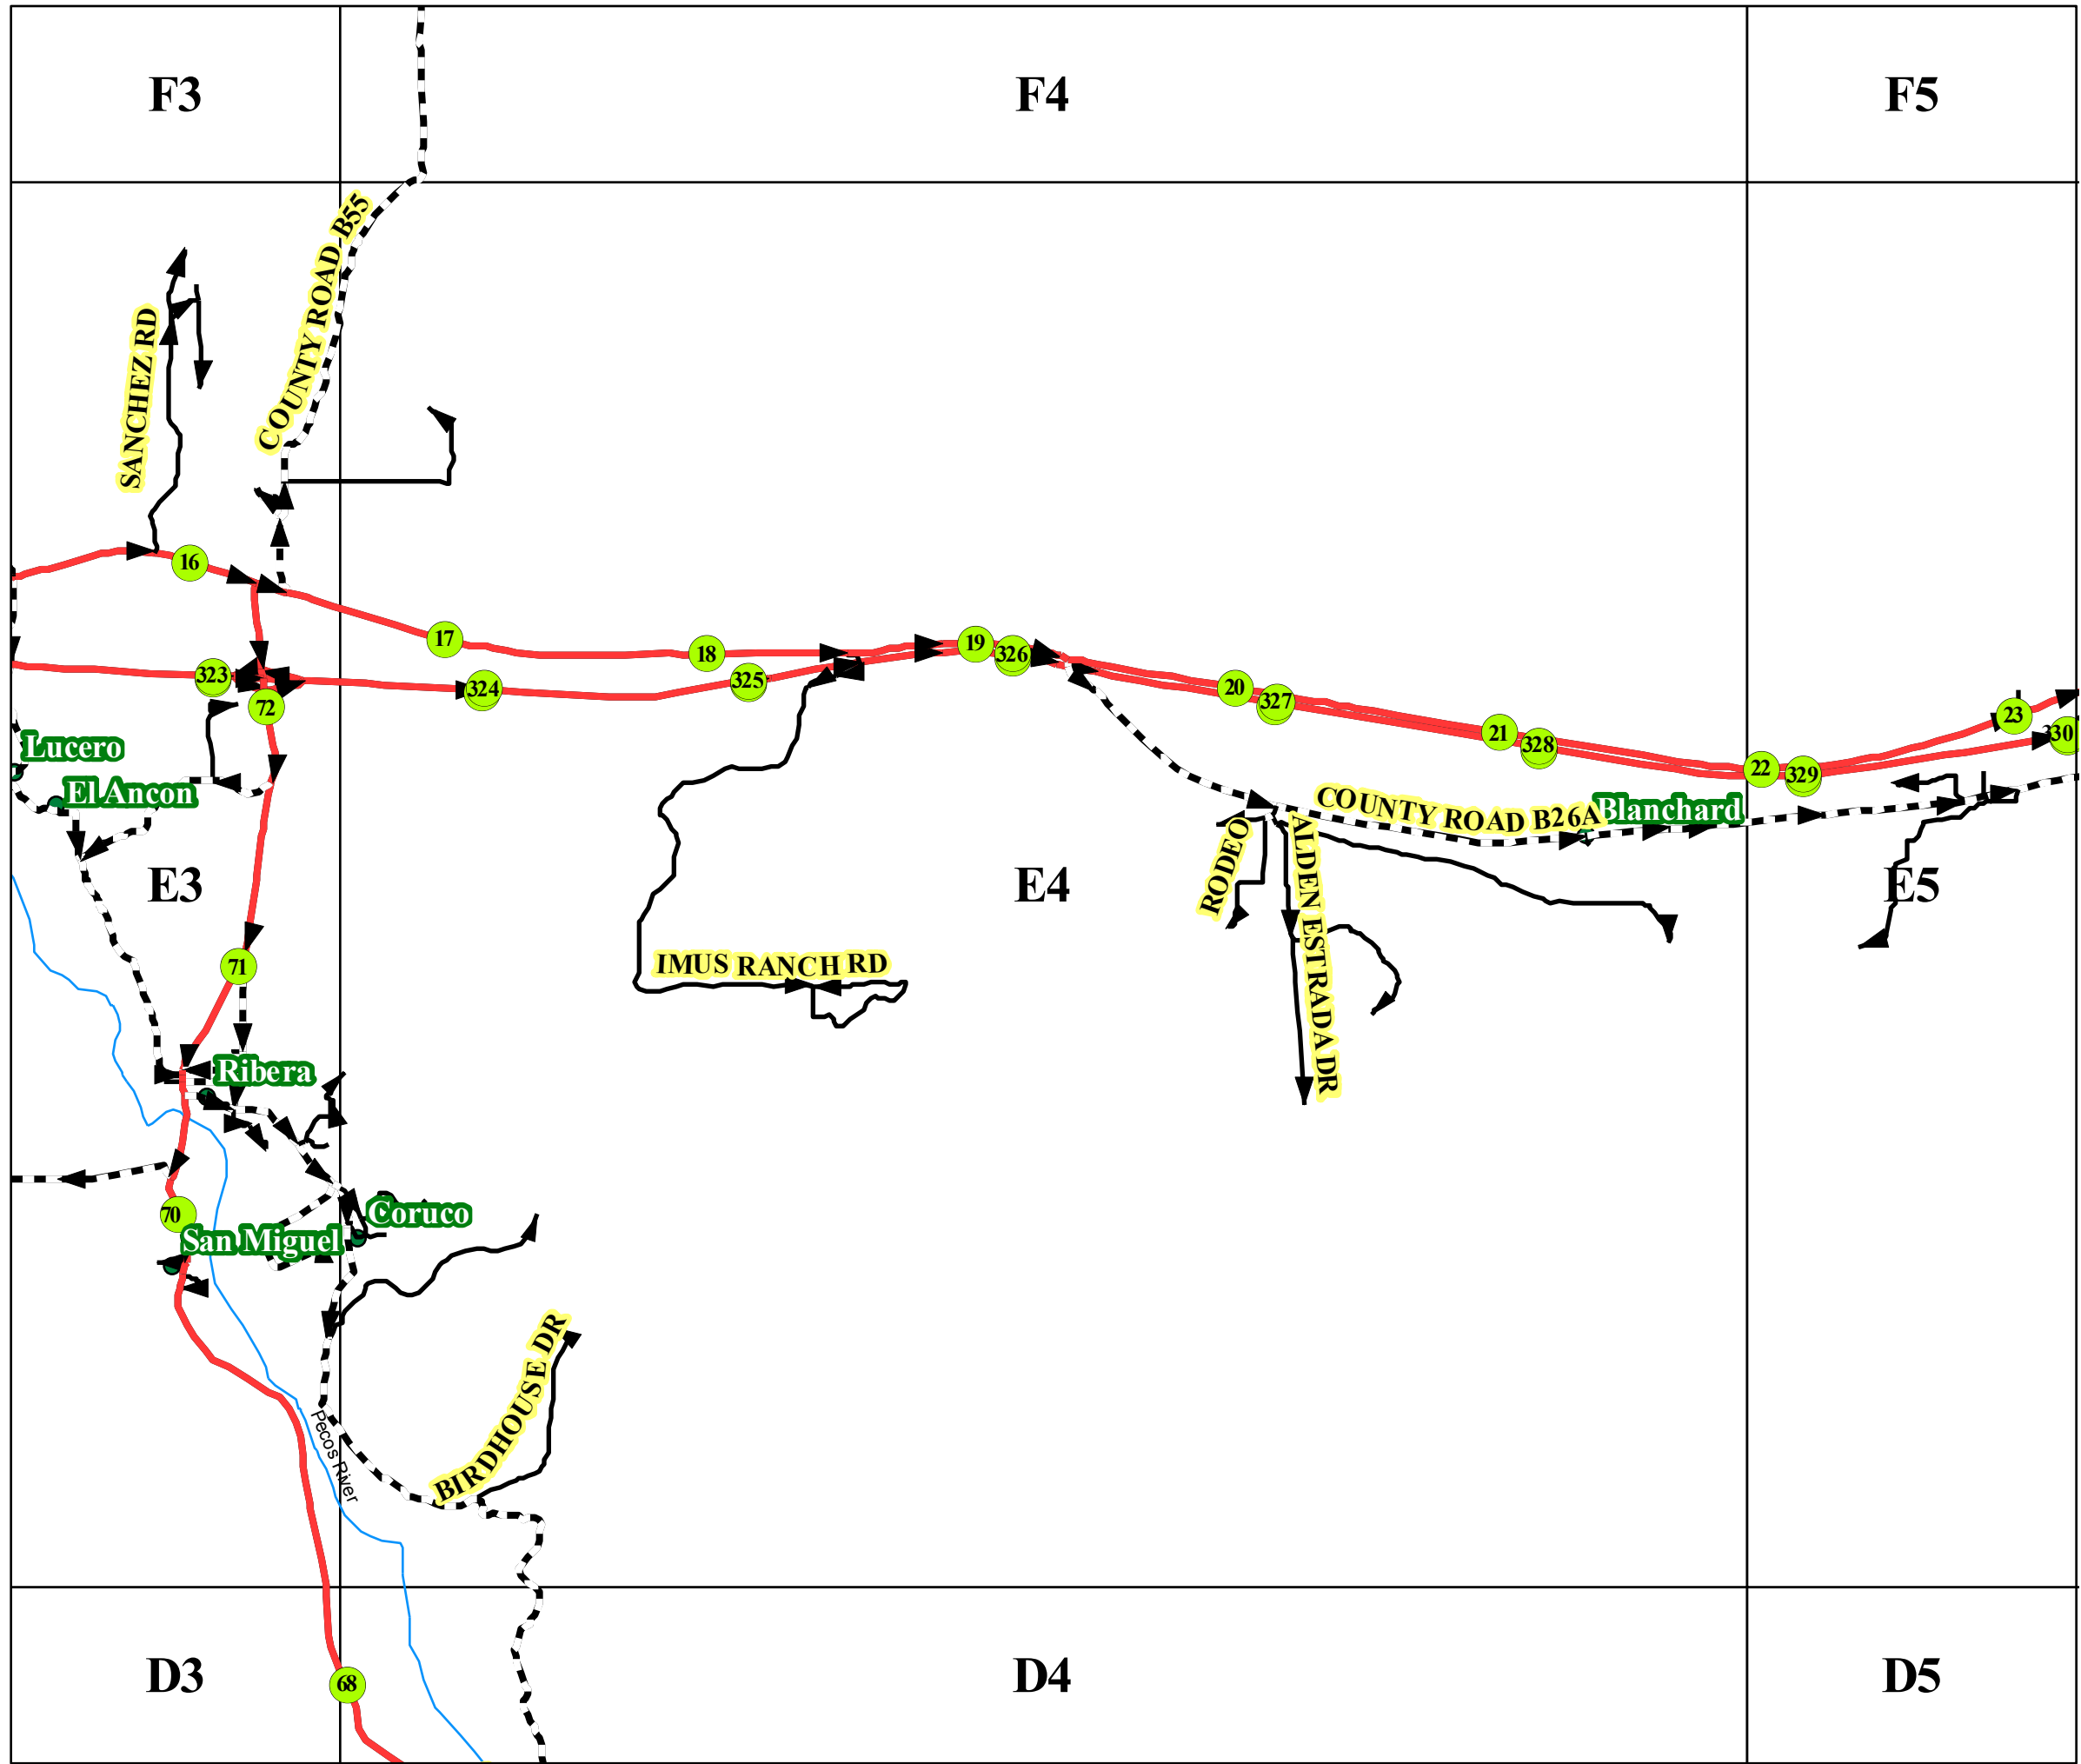 F3
F4
F5
COUNTY ROAD B55
SANCHEZ RD
16
17
18
19
326
323
324
325
72
20
327
21
328
22
329
23
330
Lucero
El Ancon
COUNTY ROAD B26A
Blanchard
RODEO
ALDEN ESTRADA DR
E3
E4
E5
71
IMUS RANCH RD
Ribera
70
San Miguel
Coruco
BIRDHOUSE DR
Pecos River
D3
68
D4
D5